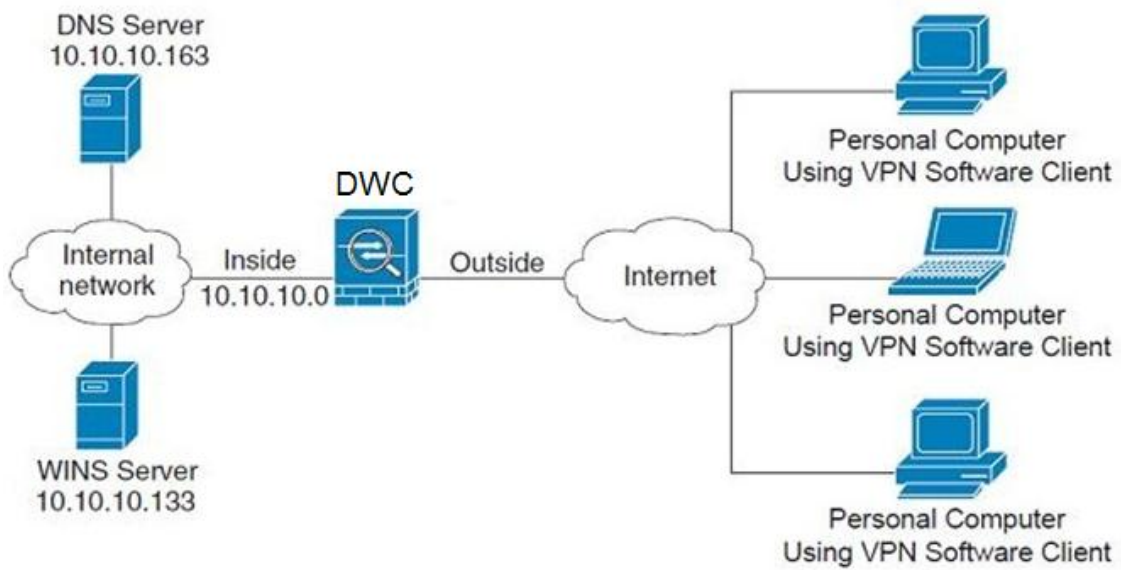 DNS Server
10.10.10.163
DWC
Internal
network
Inside
10.10.10.0
Outside
Internet
WINS Server
10.10.10.133
Personal Computer
Using VPN Software Client
Personal Computer
Using VPN Software Client
Personal Computer
Using VPN Software Client